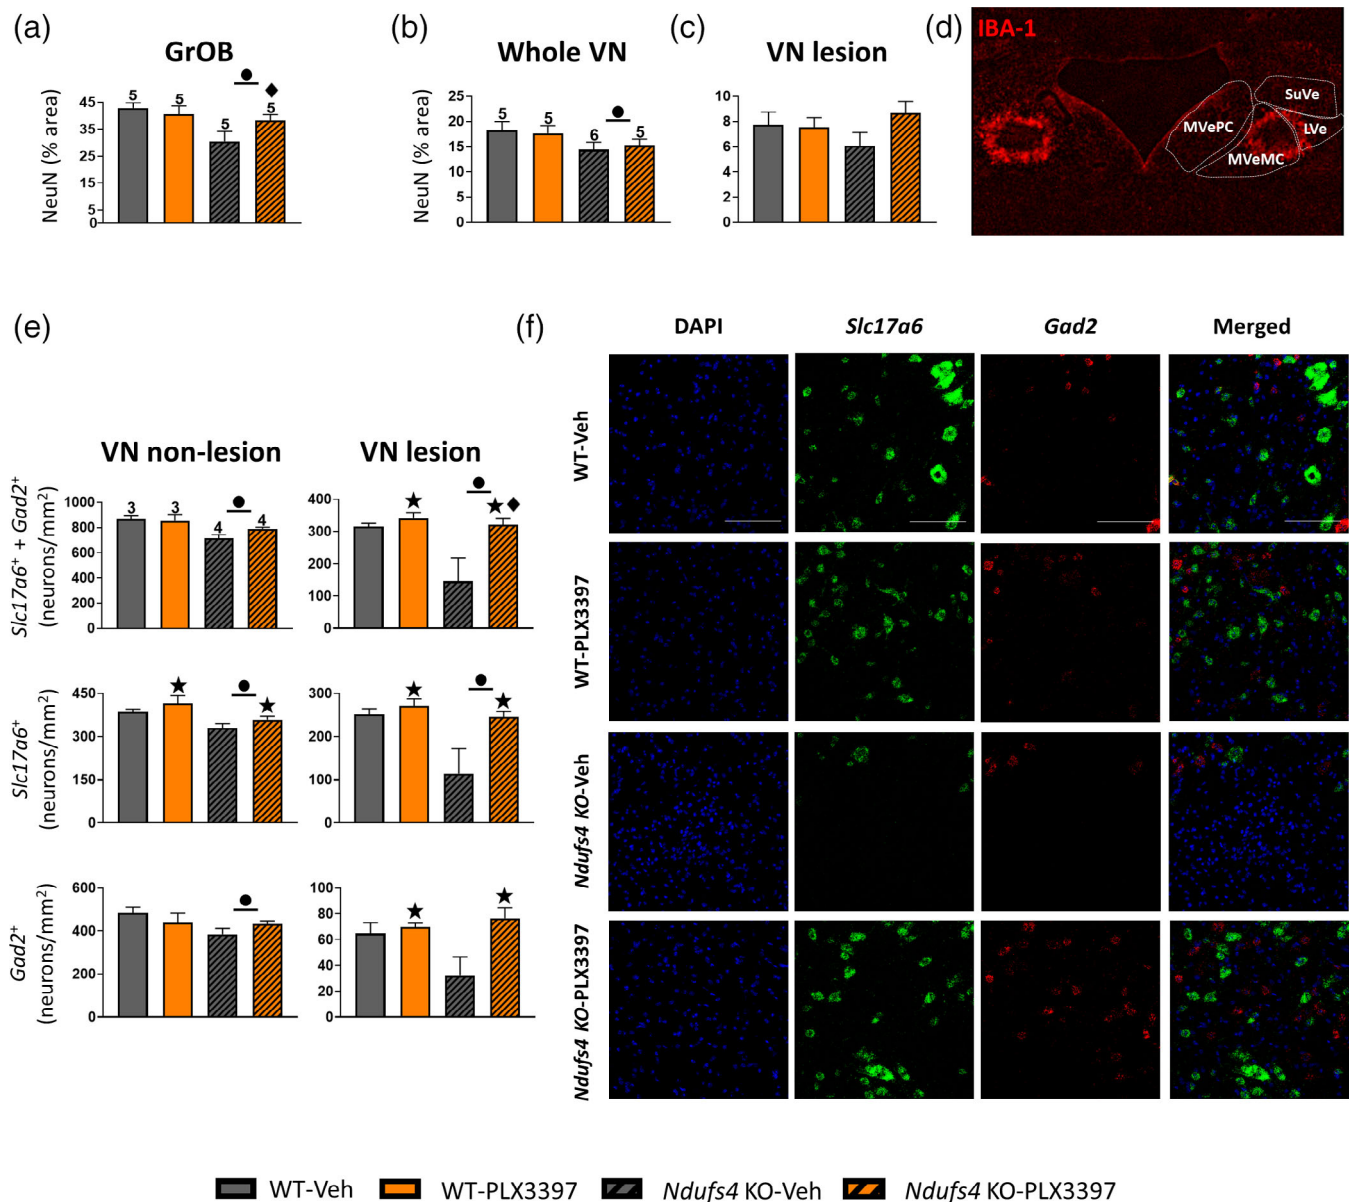 (a)
GrOB
NeuN (% area)
45
35
25
15
5
5
5
5
5
(b)
Whole VN
NeuN (% area)
25
20
15
10
5
0
5
5
6
5
(c)
VN lesion
10
8
6
4
2
0
(d)
IBA-1
SuVe
LVe
MVePC
MVeMC
(e)
VN non-lesion
VN lesion
Slc17a6+ + Gad2+
(neurons/mm2)
1000
800
600
400
200
0
3
3
4
4
400
300
200
100
0
Slc17a6+
(neurons/mm2)
450
300
150
0
300
200
100
0
Gad2+
(neurons/mm2)
600
400
200
0
100
80
60
40
20
0
(f)
DAPI
Slc17a6
Gad2
Merged
WT-Veh
WT-PLX3397
Ndufs4 KO-Veh
Ndufs4 KO-PLX3397
WT-Veh
WT-PLX3397
Ndufs4 KO-Veh
Ndufs4 KO-PLX3397